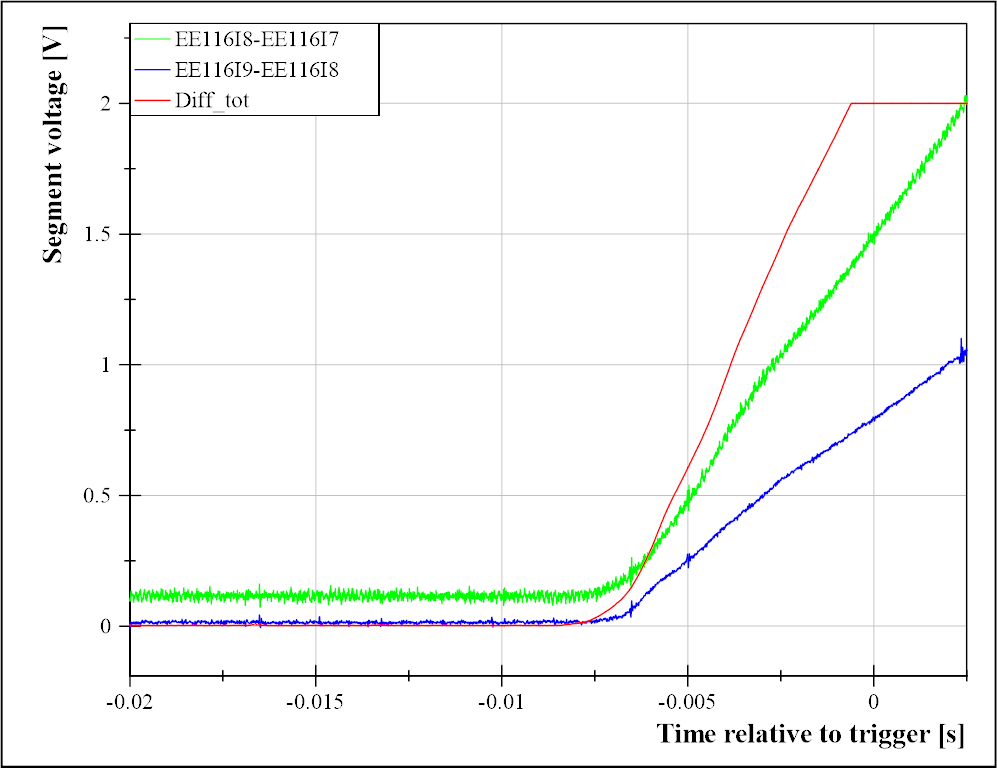 Segment voltage [V]
EE116I8-EE116I7
EE116I9-EE116I8
Diff_tot
2
1.5
1
0.5
0
-0.02
-0.015
-0.01
-0.005
0
Time relative to trigger [s]